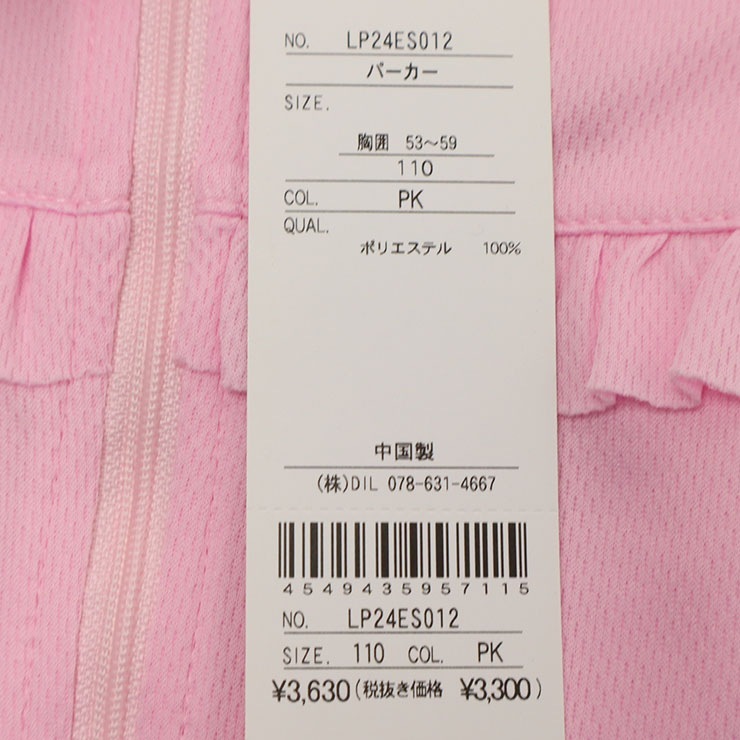 NO. LP24ES012
パーカー
SIZE.
胸囲 53～59
110
COL. PK
QUAL.
ポリエステル 100%
中国製
(株)DIL 078-631-4667
4549435957115
NO. LP24ES012
SIZE. 110 COL. PK
¥3,630(税抜き価格 ¥3,300)